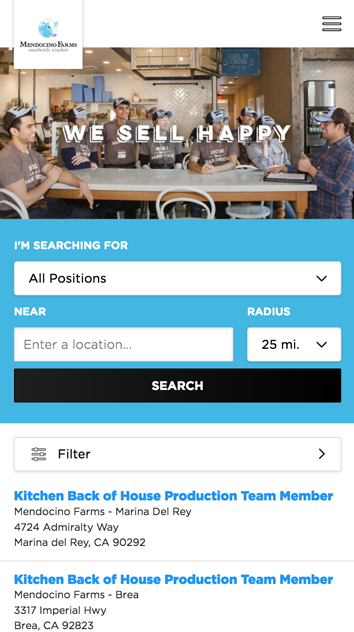 MENDOCINO FARMS
sandwich market
WE SELL HAPPY
I'M SEARCHING FOR
All Positions
NEAR
RADIUS
Enter a location...
25 mi.
SEARCH
Filter
Kitchen Back of House Production Team Member
Mendocino Farms - Marina Del Rey
4724 Admiralty Way
Marina del Rey, CA 90292
Kitchen Back of House Production Team Member
Mendocino Farms - Brea
3317 Imperial Hwy
Brea, CA 92823